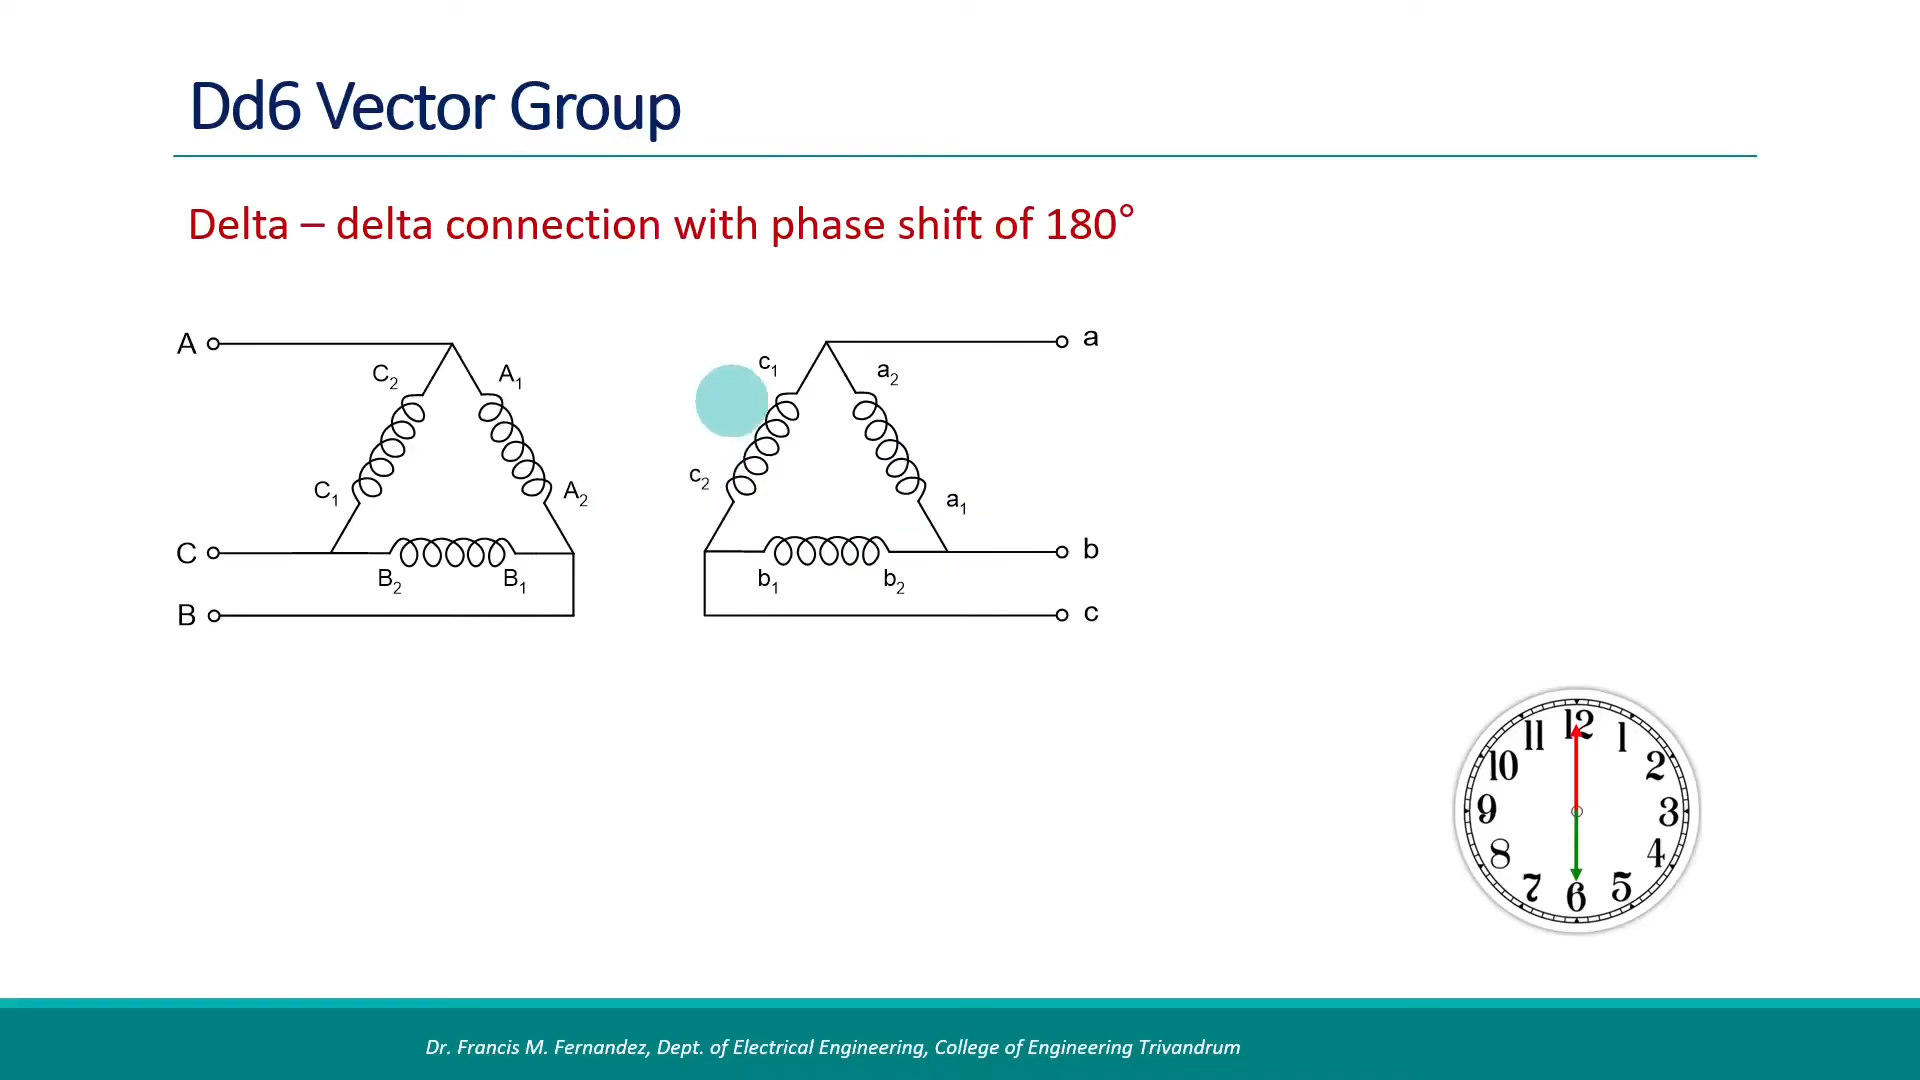 Dd6 Vector Group
Delta – delta connection with phase shift of 180°
A
C₂
A₁
C₁
A₂
C
B₂
B₁
B
c₁
a₂
a
c₂
a₁
b
b₁
b₂
c
12
11
1
10
2
9
3
8
4
7
5
6
Dr. Francis M. Fernandez, Dept. of Electrical Engineering, College of Engineering Trivandrum